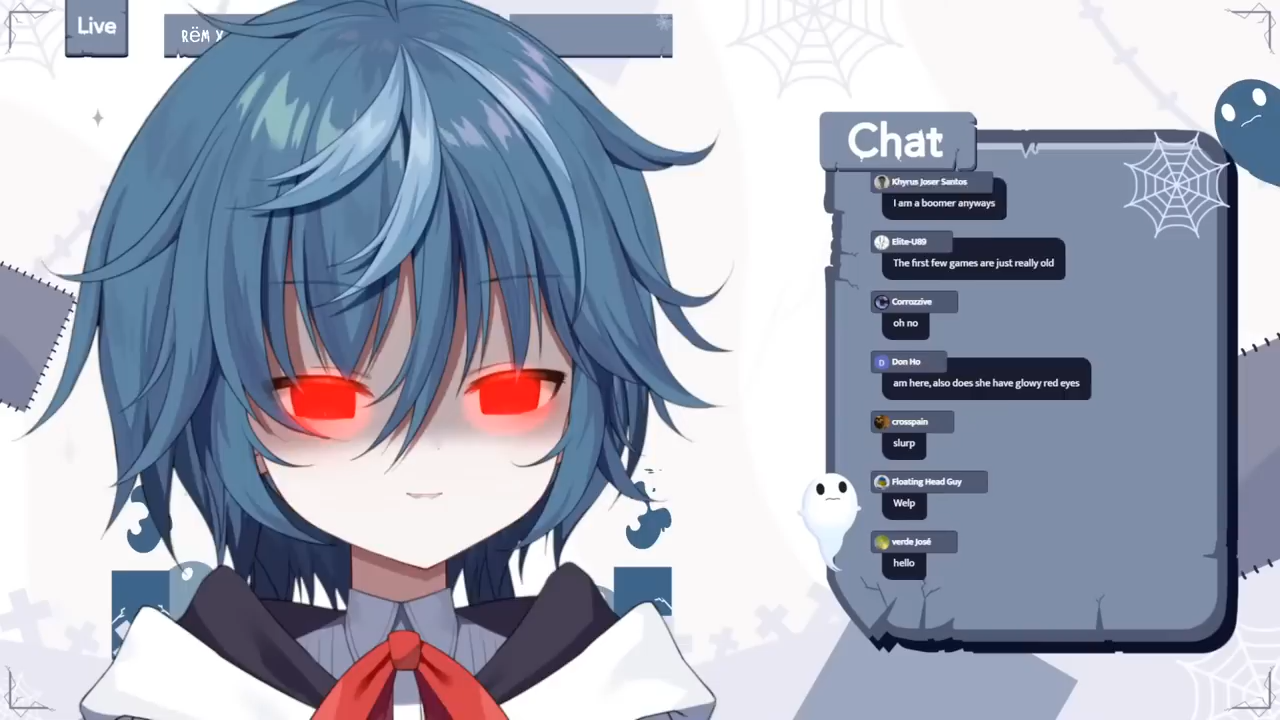 Live
RËM
Chat
Khyrus Joser Santos
I am a boomer anyways
Elite-U89
The first few games are just really old
Corrozzive
oh no
D
Don Ho
am here, also does she have glowy red eyes
crosspain
slurp
Floating Head Guy
Welp
verde José
hello